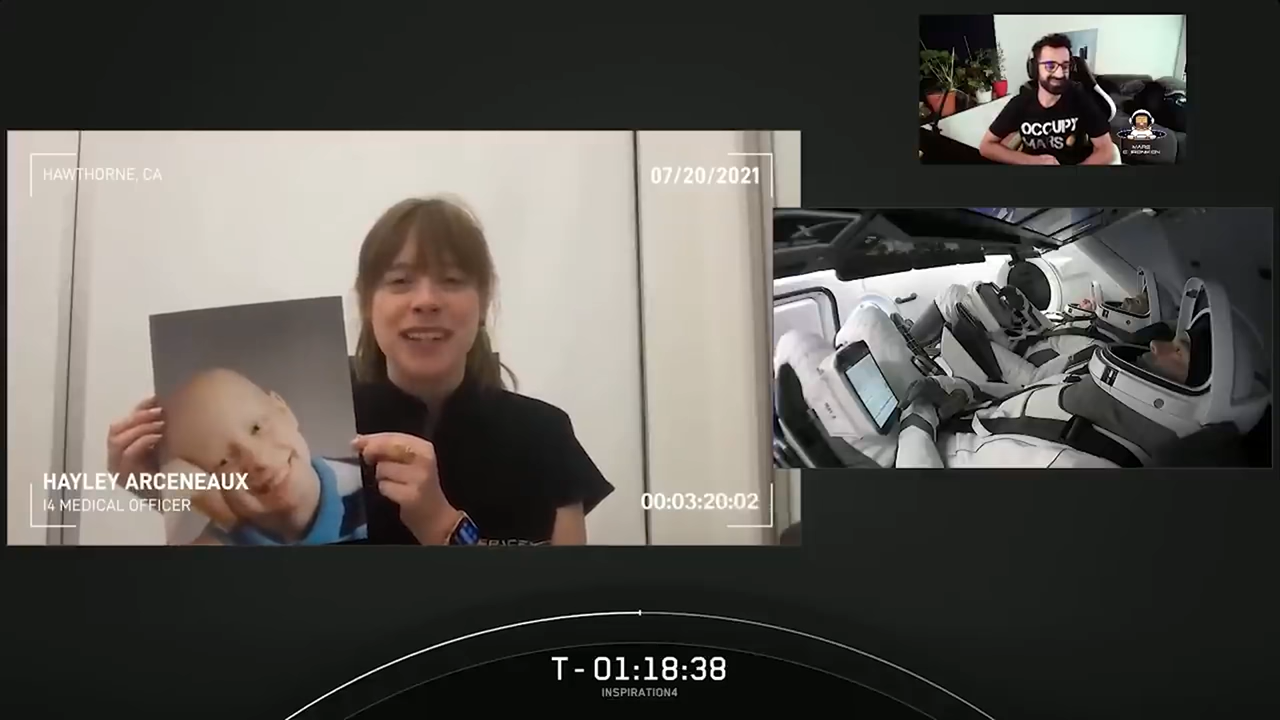 OCCUPY
MARS
HAWTHORNE, CA
07/20/2021
HAYLEY ARCENEAUX
I4 MEDICAL OFFICER
00:03:20:02
T- 01:18:38
INSPIRATION4